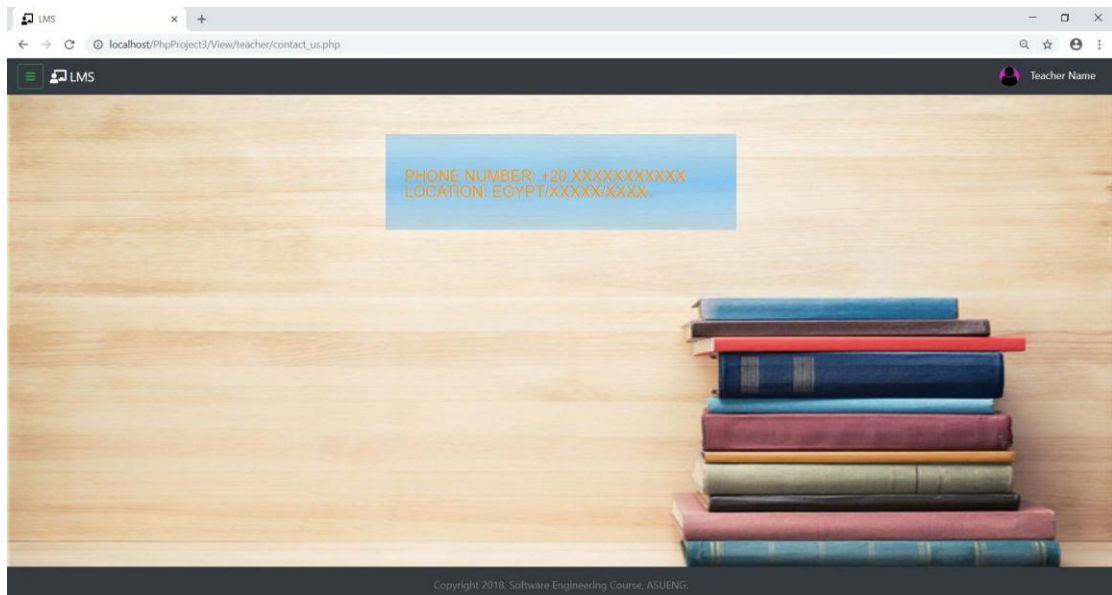 LMS
localhost/PhpProject3/View/teacher/contact_us.php
LMS
Teacher Name
PHONE NUMBER: +20 XXXXXXXXXXX
LOCATION: EGYPT/XXXXX/XXXX
Copyright 2018, Software Engineering Course, ASUENG.